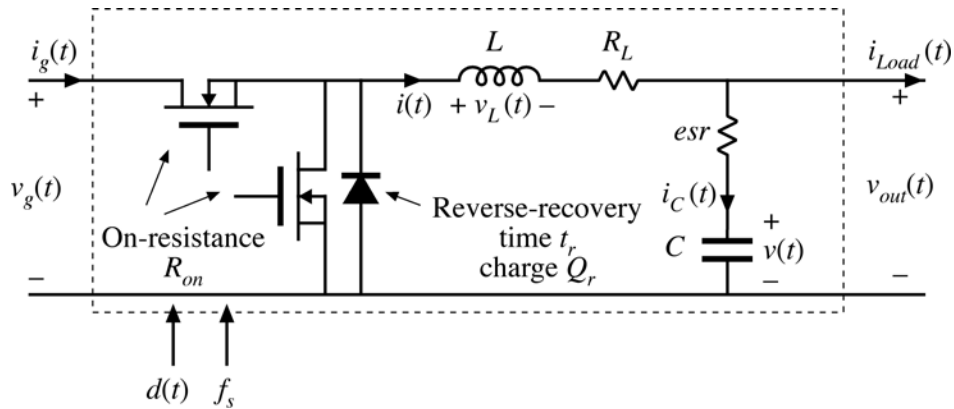 L
R_L
i_g(t)
i_Load(t)
+
i(t)
+ v_L(t) –
+
esr
v_g(t)
i_C(t)
v_out(t)
On-resistance
R_on
Reverse-recovery
time t_r
charge Q_r
C
+
v(t)
–
–
–
d(t)
f_s